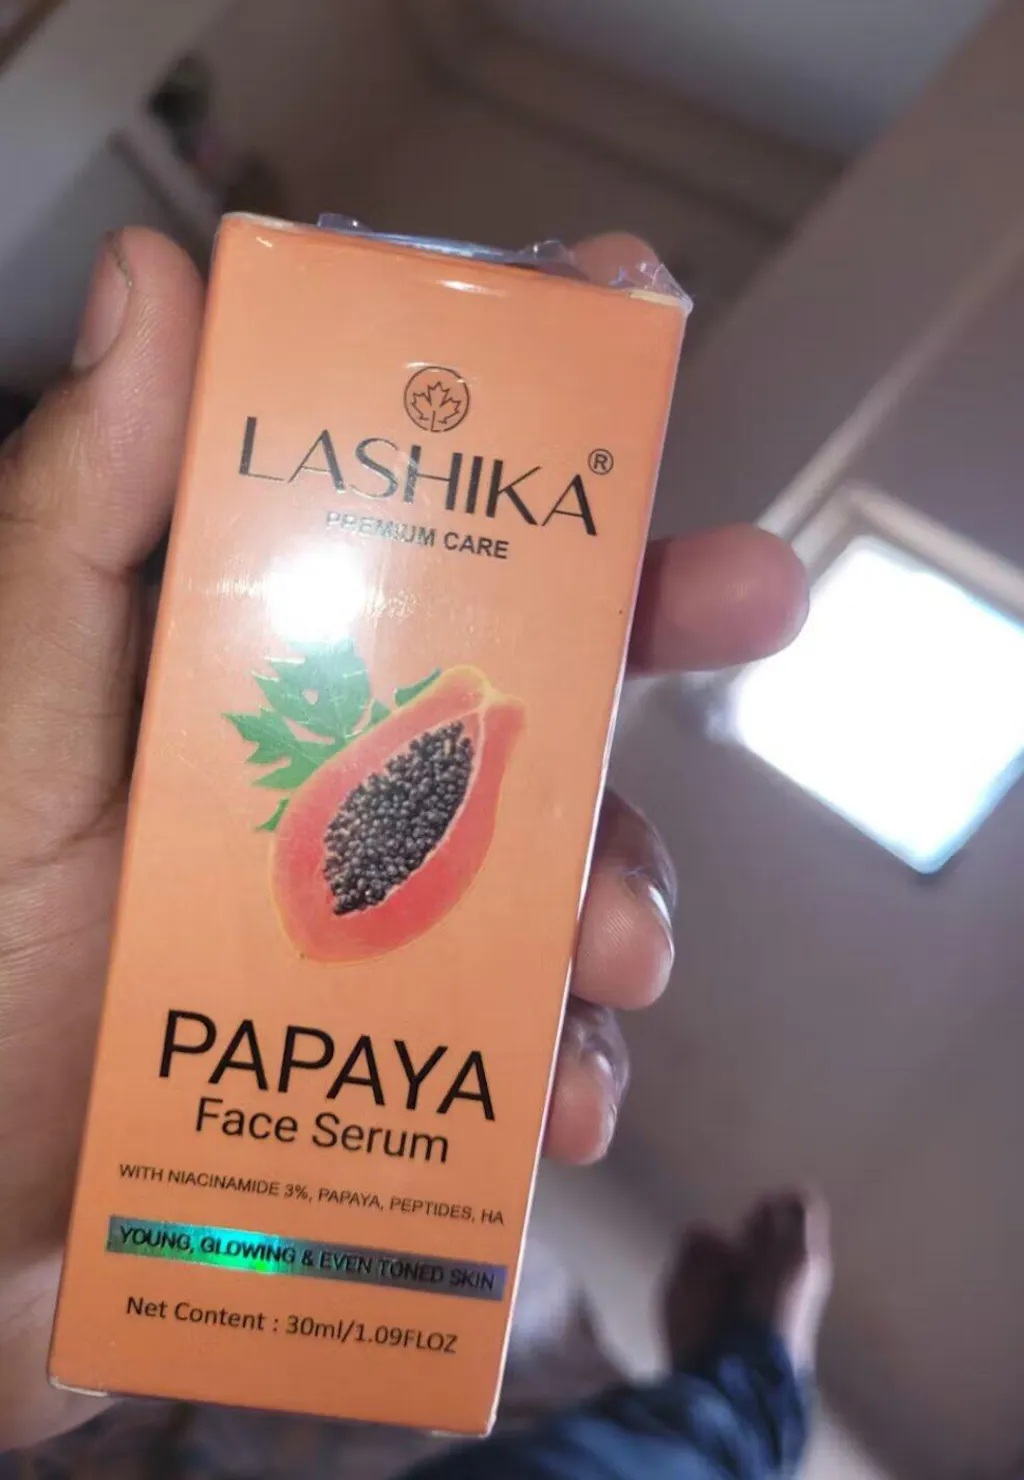 LASHIKA®
PREMIUM CARE
PAPAYA
Face Serum
WITH NIACINAMIDE 3%, PAPAYA, PEPTIDES, HA
YOUNG, GLOWING & EVEN TONED SKIN
Net Content : 30ml/1.09FLOZ